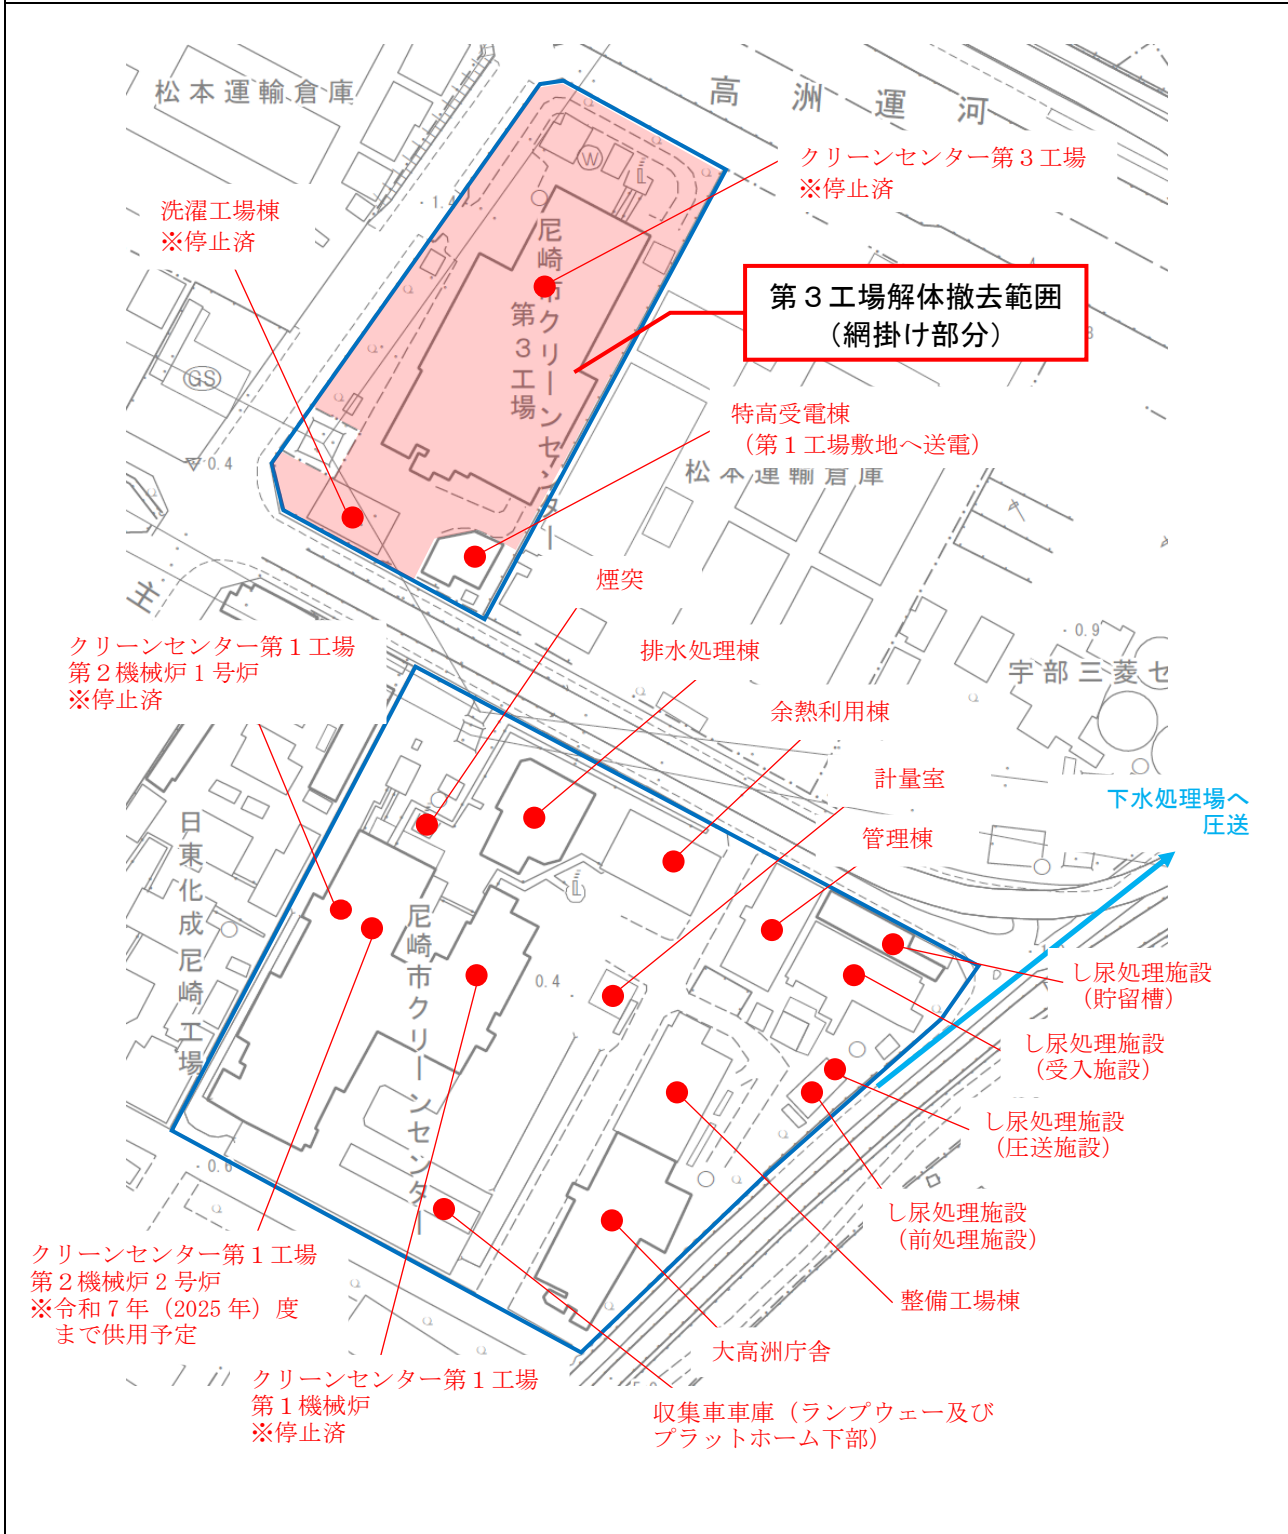 松本運輸倉庫
高洲運河
クリーンセンター第３工場
※停止済
洗濯工場棟
※停止済
1.4
W
尼崎市クリーンセンター
第３工場
第３工場解体撤去範囲
（網掛け部分）
GS
0.4
特高受電棟
（第１工場敷地へ送電）
松本運輸倉庫
主
煙突
クリーンセンター第１工場
第２機械炉１号炉
※停止済
排水処理棟
0.9
宇部三菱セ
余熱利用棟
計量室
下水処理場へ
圧送
管理棟
日東化成尼崎工場
尼崎市クリーンセンター
0.4
し尿処理施設
（貯留槽）
し尿処理施設
（受入施設）
し尿処理施設
（圧送施設）
0.6
し尿処理施設
（前処理施設）
クリーンセンター第１工場
第２機械炉２号炉
※令和７年（2025 年）度
まで供用予定
整備工場棟
大高洲庁舎
クリーンセンター第１工場
第１機械炉
※停止済
収集車車庫（ランプウェー及び
プラットホーム下部）